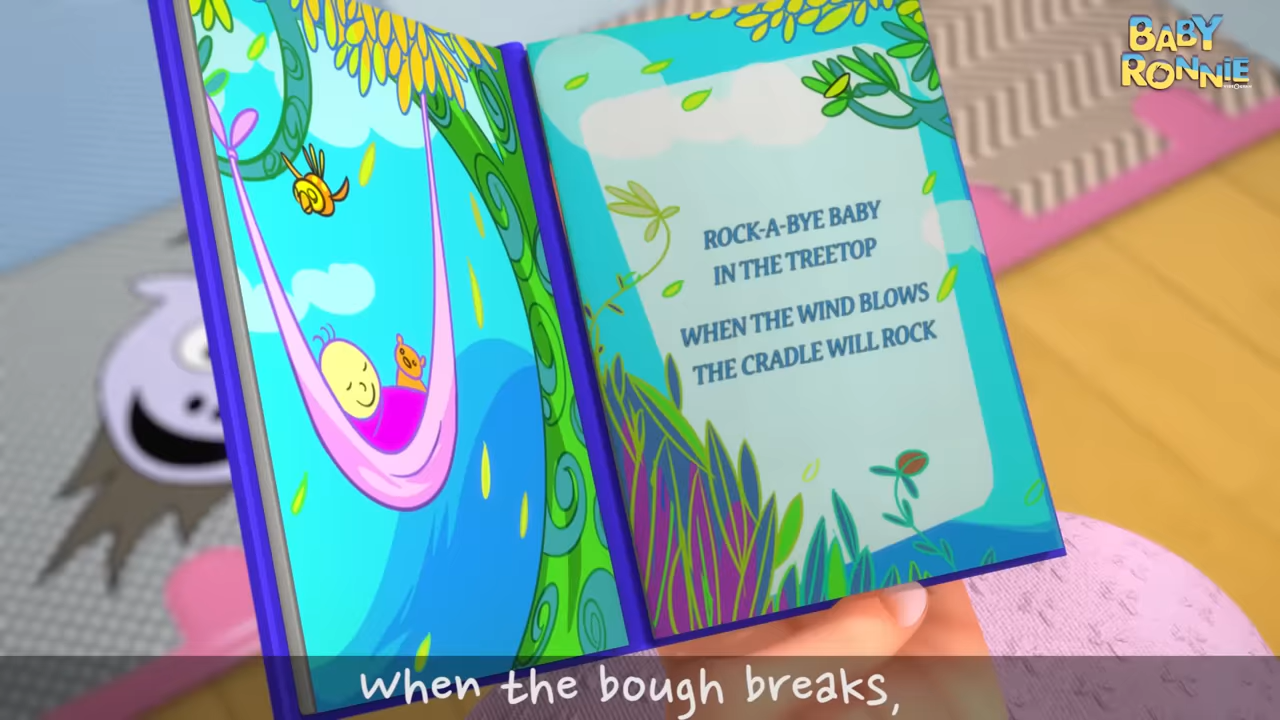 BABY
RONNIE
ROCK-A-BYE BABY
IN THE TREETOP
WHEN THE WIND BLOWS
THE CRADLE WILL ROCK
When the bough breaks,